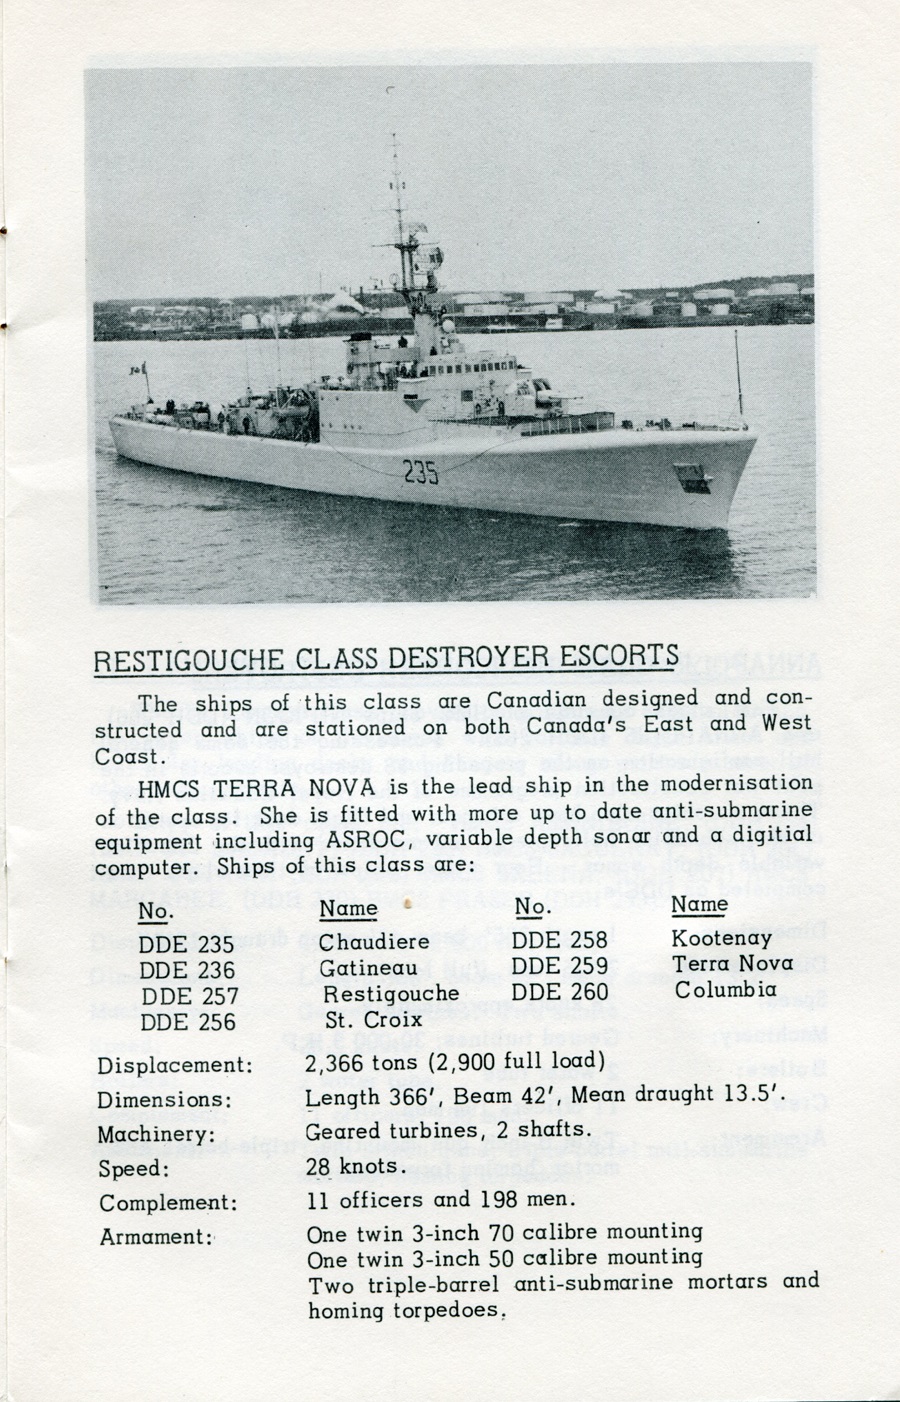 235
RESTIGOUCHE CLASS DESTROYER ESCORTS
The ships of this class are Canadian designed and con-
structed and are stationed on both Canada's East and West
Coast.
HMCS TERRA NOVA is the lead ship in the modernisation
of the class. She is fitted with more up to date anti-submarine
equipment including ASROC, variable depth sonar and a digitial
computer. Ships of this class are:
No. Name No. Name
DDE 235 Chaudiere DDE 258 Kootenay
DDE 236 Gatineau DDE 259 Terra Nova
DDE 257 Restigouche DDE 260 Columbia
DDE 256 St. Croix
Displacement: 2,366 tons (2,900 full load)
Dimensions: Length 366', Beam 42', Mean draught 13.5'.
Machinery: Geared turbines, 2 shafts.
Speed: 28 knots.
Complement: 11 officers and 198 men.
Armament: One twin 3-inch 70 calibre mounting
One twin 3-inch 50 calibre mounting
Two triple-barrel anti-submarine mortars and
homing torpedoes.